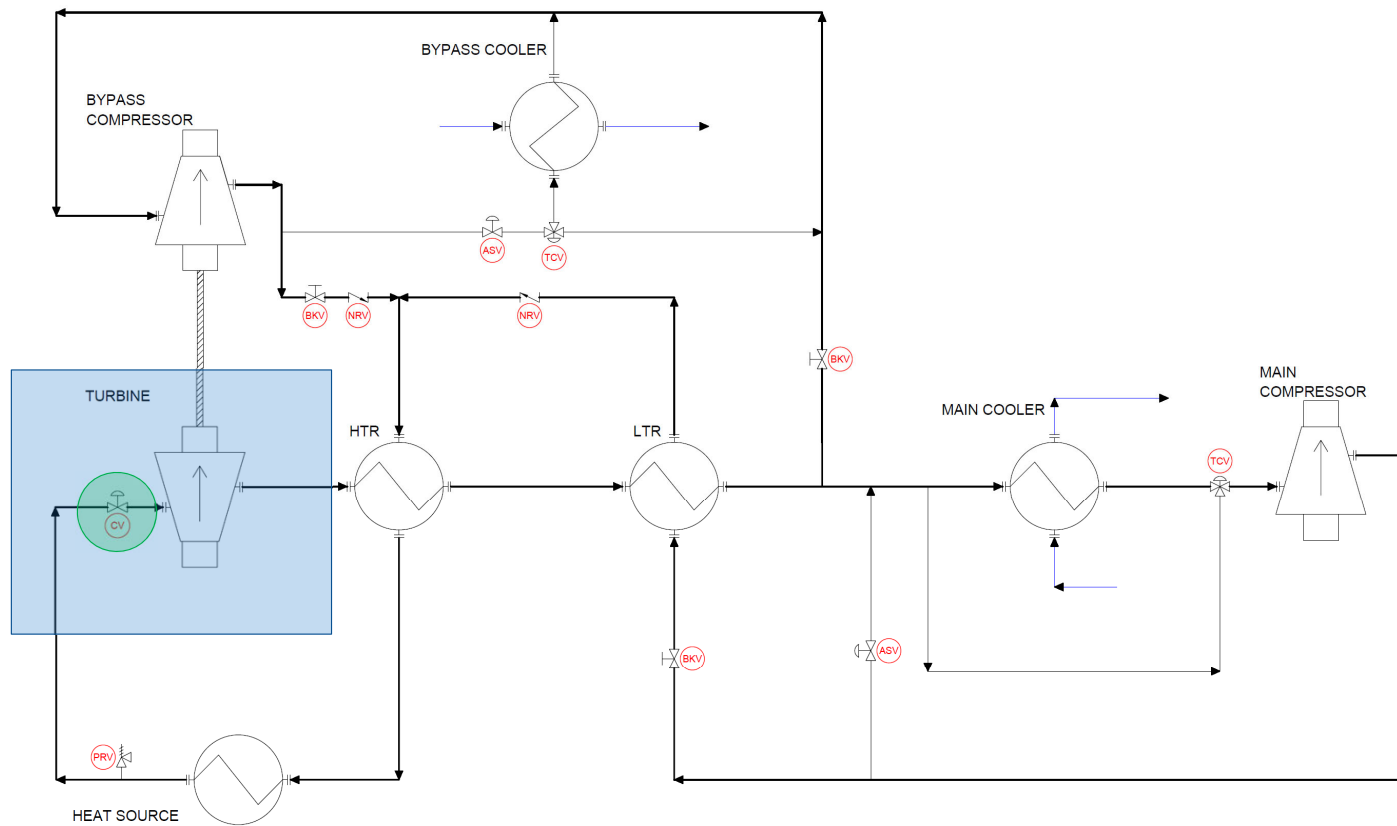 BYPASS COOLER
BYPASS
COMPRESSOR
ASV
TCV
BKV
NRV
NRV
BKV
MAIN
COMPRESSOR
TURBINE
MAIN COOLER
HTR
LTR
TCV
CV
BKV
ASV
PRV
HEAT SOURCE